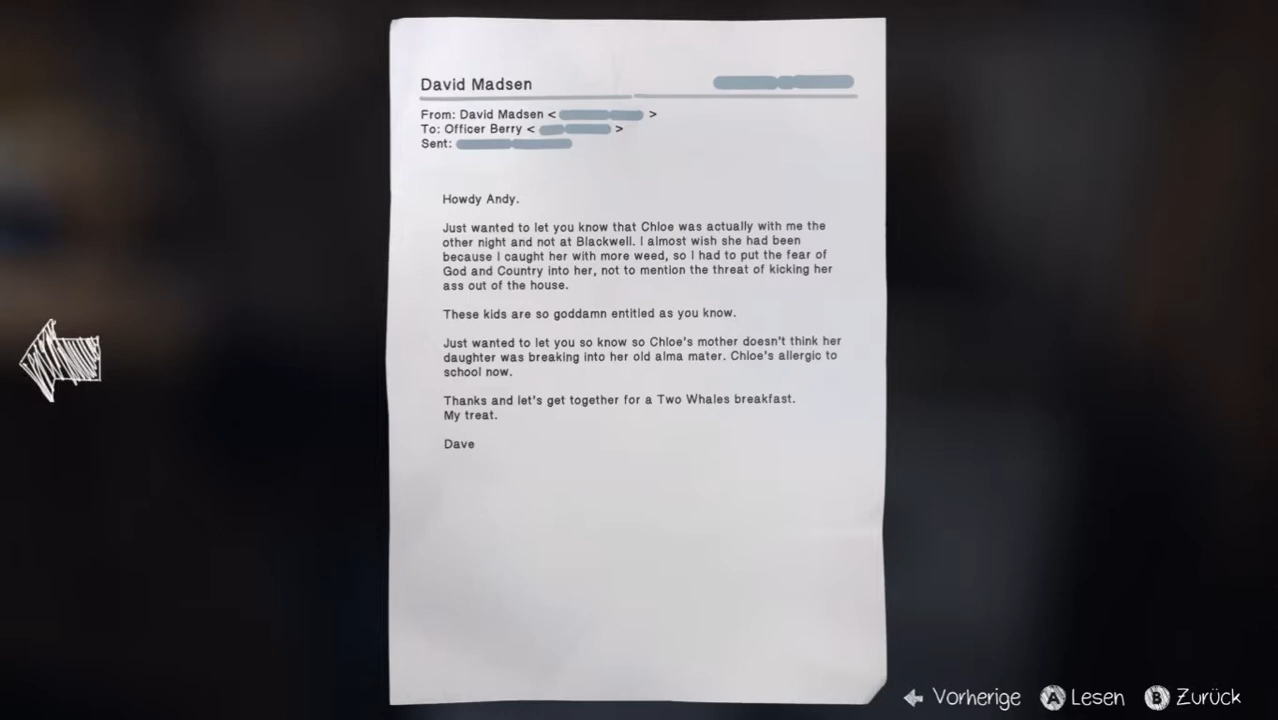 David Madsen
From: David Madsen < >
To: Officer Berry < >
Sent:
Howdy Andy.
Just wanted to let you know that Chloe was actually with me the
other night and not at Blackwell. I almost wish she had been
because I caught her with more weed, so I had to put the fear of
God and Country into her, not to mention the threat of kicking her
ass out of the house.
These kids are so goddamn entitled as you know.
Just wanted to let you so know so Chloe's mother doesn't think her
daughter was breaking into her old alma mater. Chloe's allergic to
school now.
Thanks and let's get together for a Two Whales breakfast.
My treat.
Dave
Vorherige A Lesen B Zurück